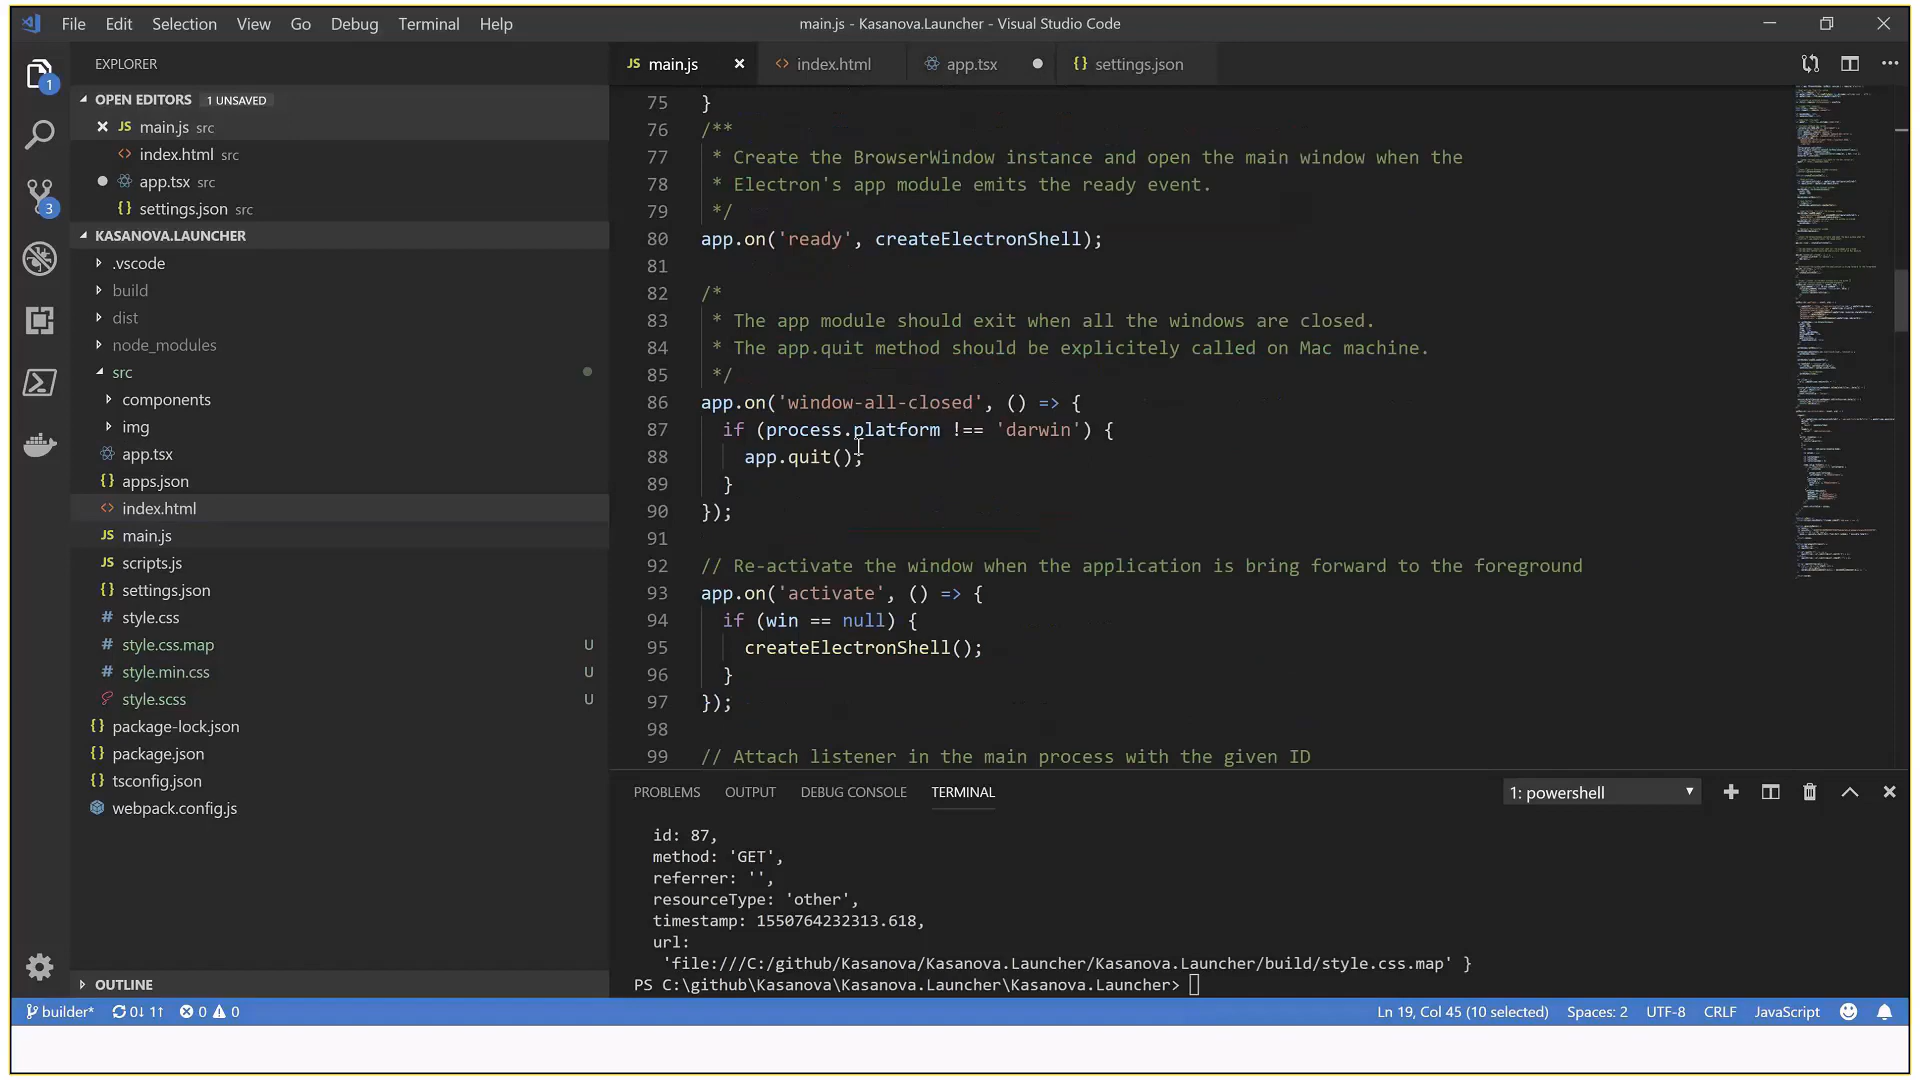 File Edit Selection View Go Debug Terminal Help
main.js - Kasanova.Launcher - Visual Studio Code
EXPLORER
OPEN EDITORS 1 UNSAVED
main.js src
index.html src
app.tsx src
settings.json src
KASANOVA.LAUNCHER
.vscode
build
dist
node_modules
src
components
img
app.tsx
apps.json
index.html
main.js
scripts.js
settings.json
style.css
style.css.map U
style.min.css U
style.scss U
package-lock.json
package.json
tsconfig.json
webpack.config.js
OUTLINE
1
3
JS main.js
index.html
app.tsx
settings.json
75 }
76 /**
77 * Create the BrowserWindow instance and open the main window when the
78 * Electron's app module emits the ready event.
79 */
80 app.on('ready', createElectronShell);
81
82 /*
83 * The app module should exit when all the windows are closed.
84 * The app.quit method should be explicitely called on Mac machine.
85 */
86 app.on('window-all-closed', () => {
87 if (process.platform !== 'darwin') {
88 app.quit();
89 }
90 });
91
92 // Re-activate the window when the application is bring forward to the foreground
93 app.on('activate', () => {
94 if (win == null) {
95 createElectronShell();
96 }
97 });
98
99 // Attach listener in the main process with the given ID
PROBLEMS OUTPUT DEBUG CONSOLE TERMINAL
1: powershell
id: 87,
method: 'GET',
referrer: '',
resourceType: 'other',
timestamp: 1550764232313.618,
url:
'file:///C:/github/Kasanova/Kasanova.Launcher/Kasanova.Launcher/build/style.css.map' }
PS C:\github\Kasanova\Kasanova.Launcher\Kasanova.Launcher>
builder* 0↓ 1↑ 0 0
Ln 19, Col 45 (10 selected) Spaces: 2 UTF-8 CRLF JavaScript